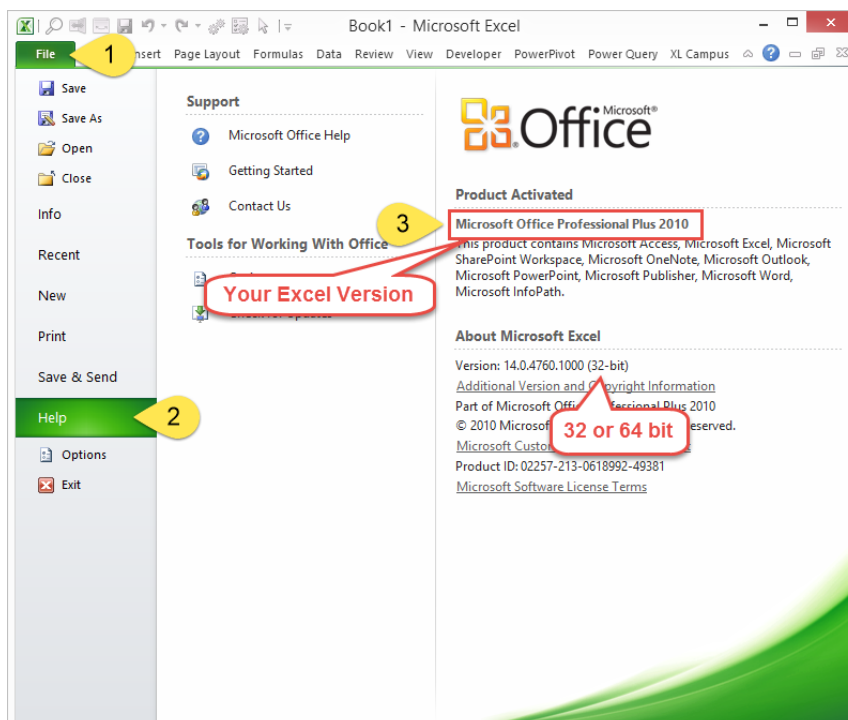 Book1 - Microsoft Excel
File 1 nsert Page Layout Formulas Data Review View Developer PowerPivot Power Query XL Campus
Save
Save As
Open
Close
Info
Recent
New
Print
Save & Send
Help 2
Options
Exit
Support
Microsoft Office Help
Getting Started
Contact Us
Tools for Working With Office
Your Excel Version
Microsoft®
Office
Product Activated
3 Microsoft Office Professional Plus 2010
This product contains Microsoft Access, Microsoft Excel, Microsoft
SharePoint Workspace, Microsoft OneNote, Microsoft Outlook,
Microsoft PowerPoint, Microsoft Publisher, Microsoft Word,
Microsoft InfoPath.
About Microsoft Excel
Version: 14.0.4760.1000 (32-bit)
Additional Version and Copyright Information
Part of Microsoft Office Professional Plus 2010
© 2010 Microsof eserved.
32 or 64 bit
Microsoft Custo
Product ID: 02257-213-0618992-49381
Microsoft Software License Terms